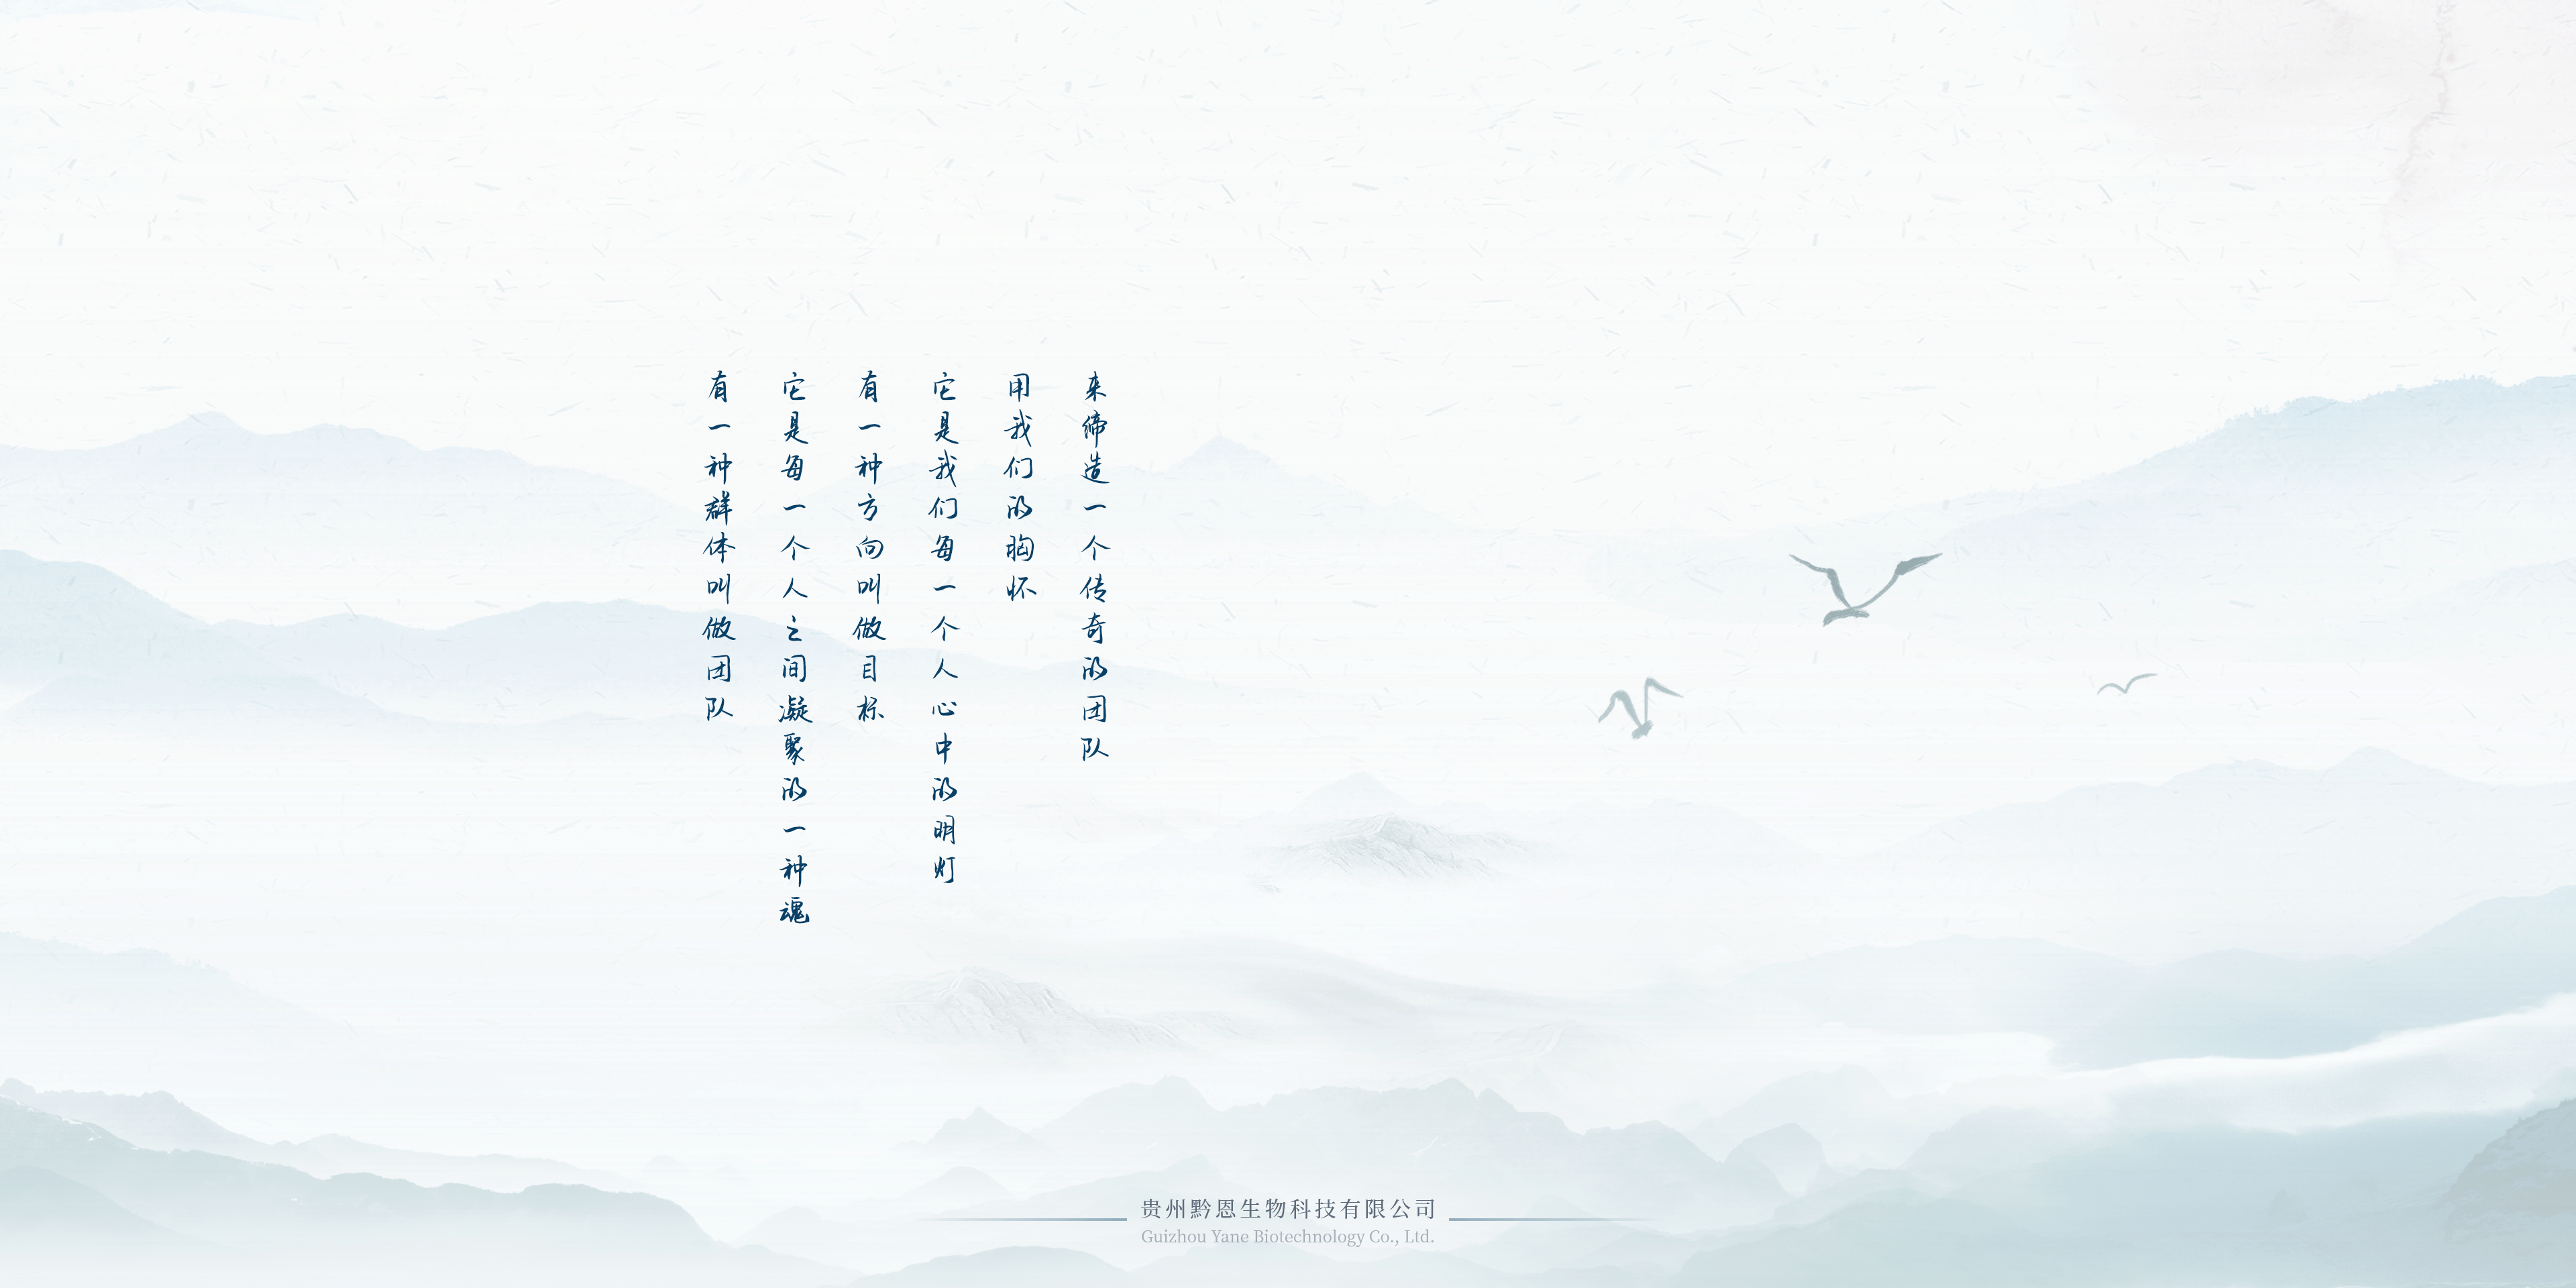 有一种群体叫做团队
它是每一个人之间凝聚的一种魂
有一种方向叫做目标
它是我们每一个人心中的明灯
用我们的胸怀
来缔造一个传奇的团队
贵州黔恩生物科技有限公司
Guizhou Yane Biotechnology Co., Ltd.